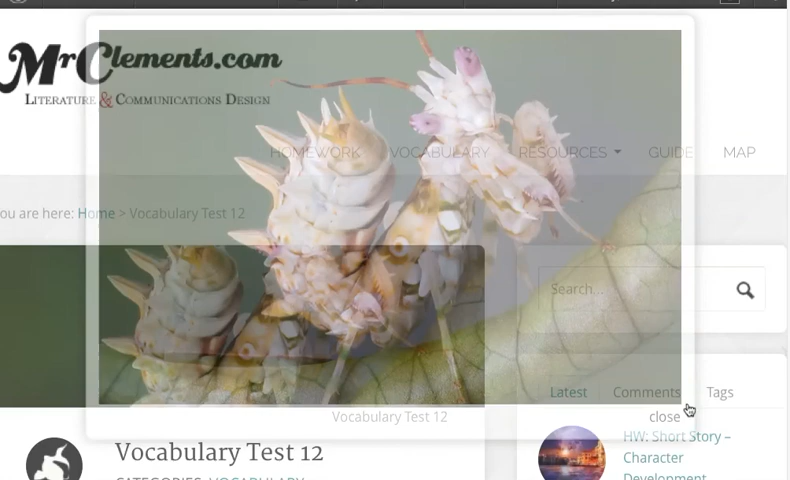 MrClements.com
Literature & Communications Design
HOMEWORK VOCABULARY RESOURCES GUIDE MAP
ou are here: Home > Vocabulary Test 12
Search...
Latest Comments Tags
Vocabulary Test 12 close
HW: Short Story –
Character
Development
Vocabulary Test 12
CATEGORIES: VOCABULARY